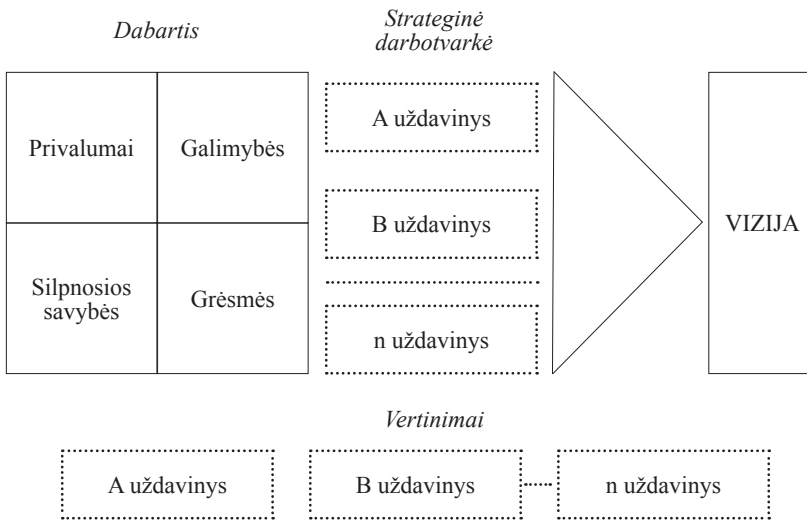 Dabartis
Strateginė
darbotvarkė
Privalumai
Galimybės
Silpnosios
savybės
Grėsmės
A uždavinys
B uždavinys
n uždavinys
VIZIJA
Vertinimai
A uždavinys
B uždavinys
n uždavinys